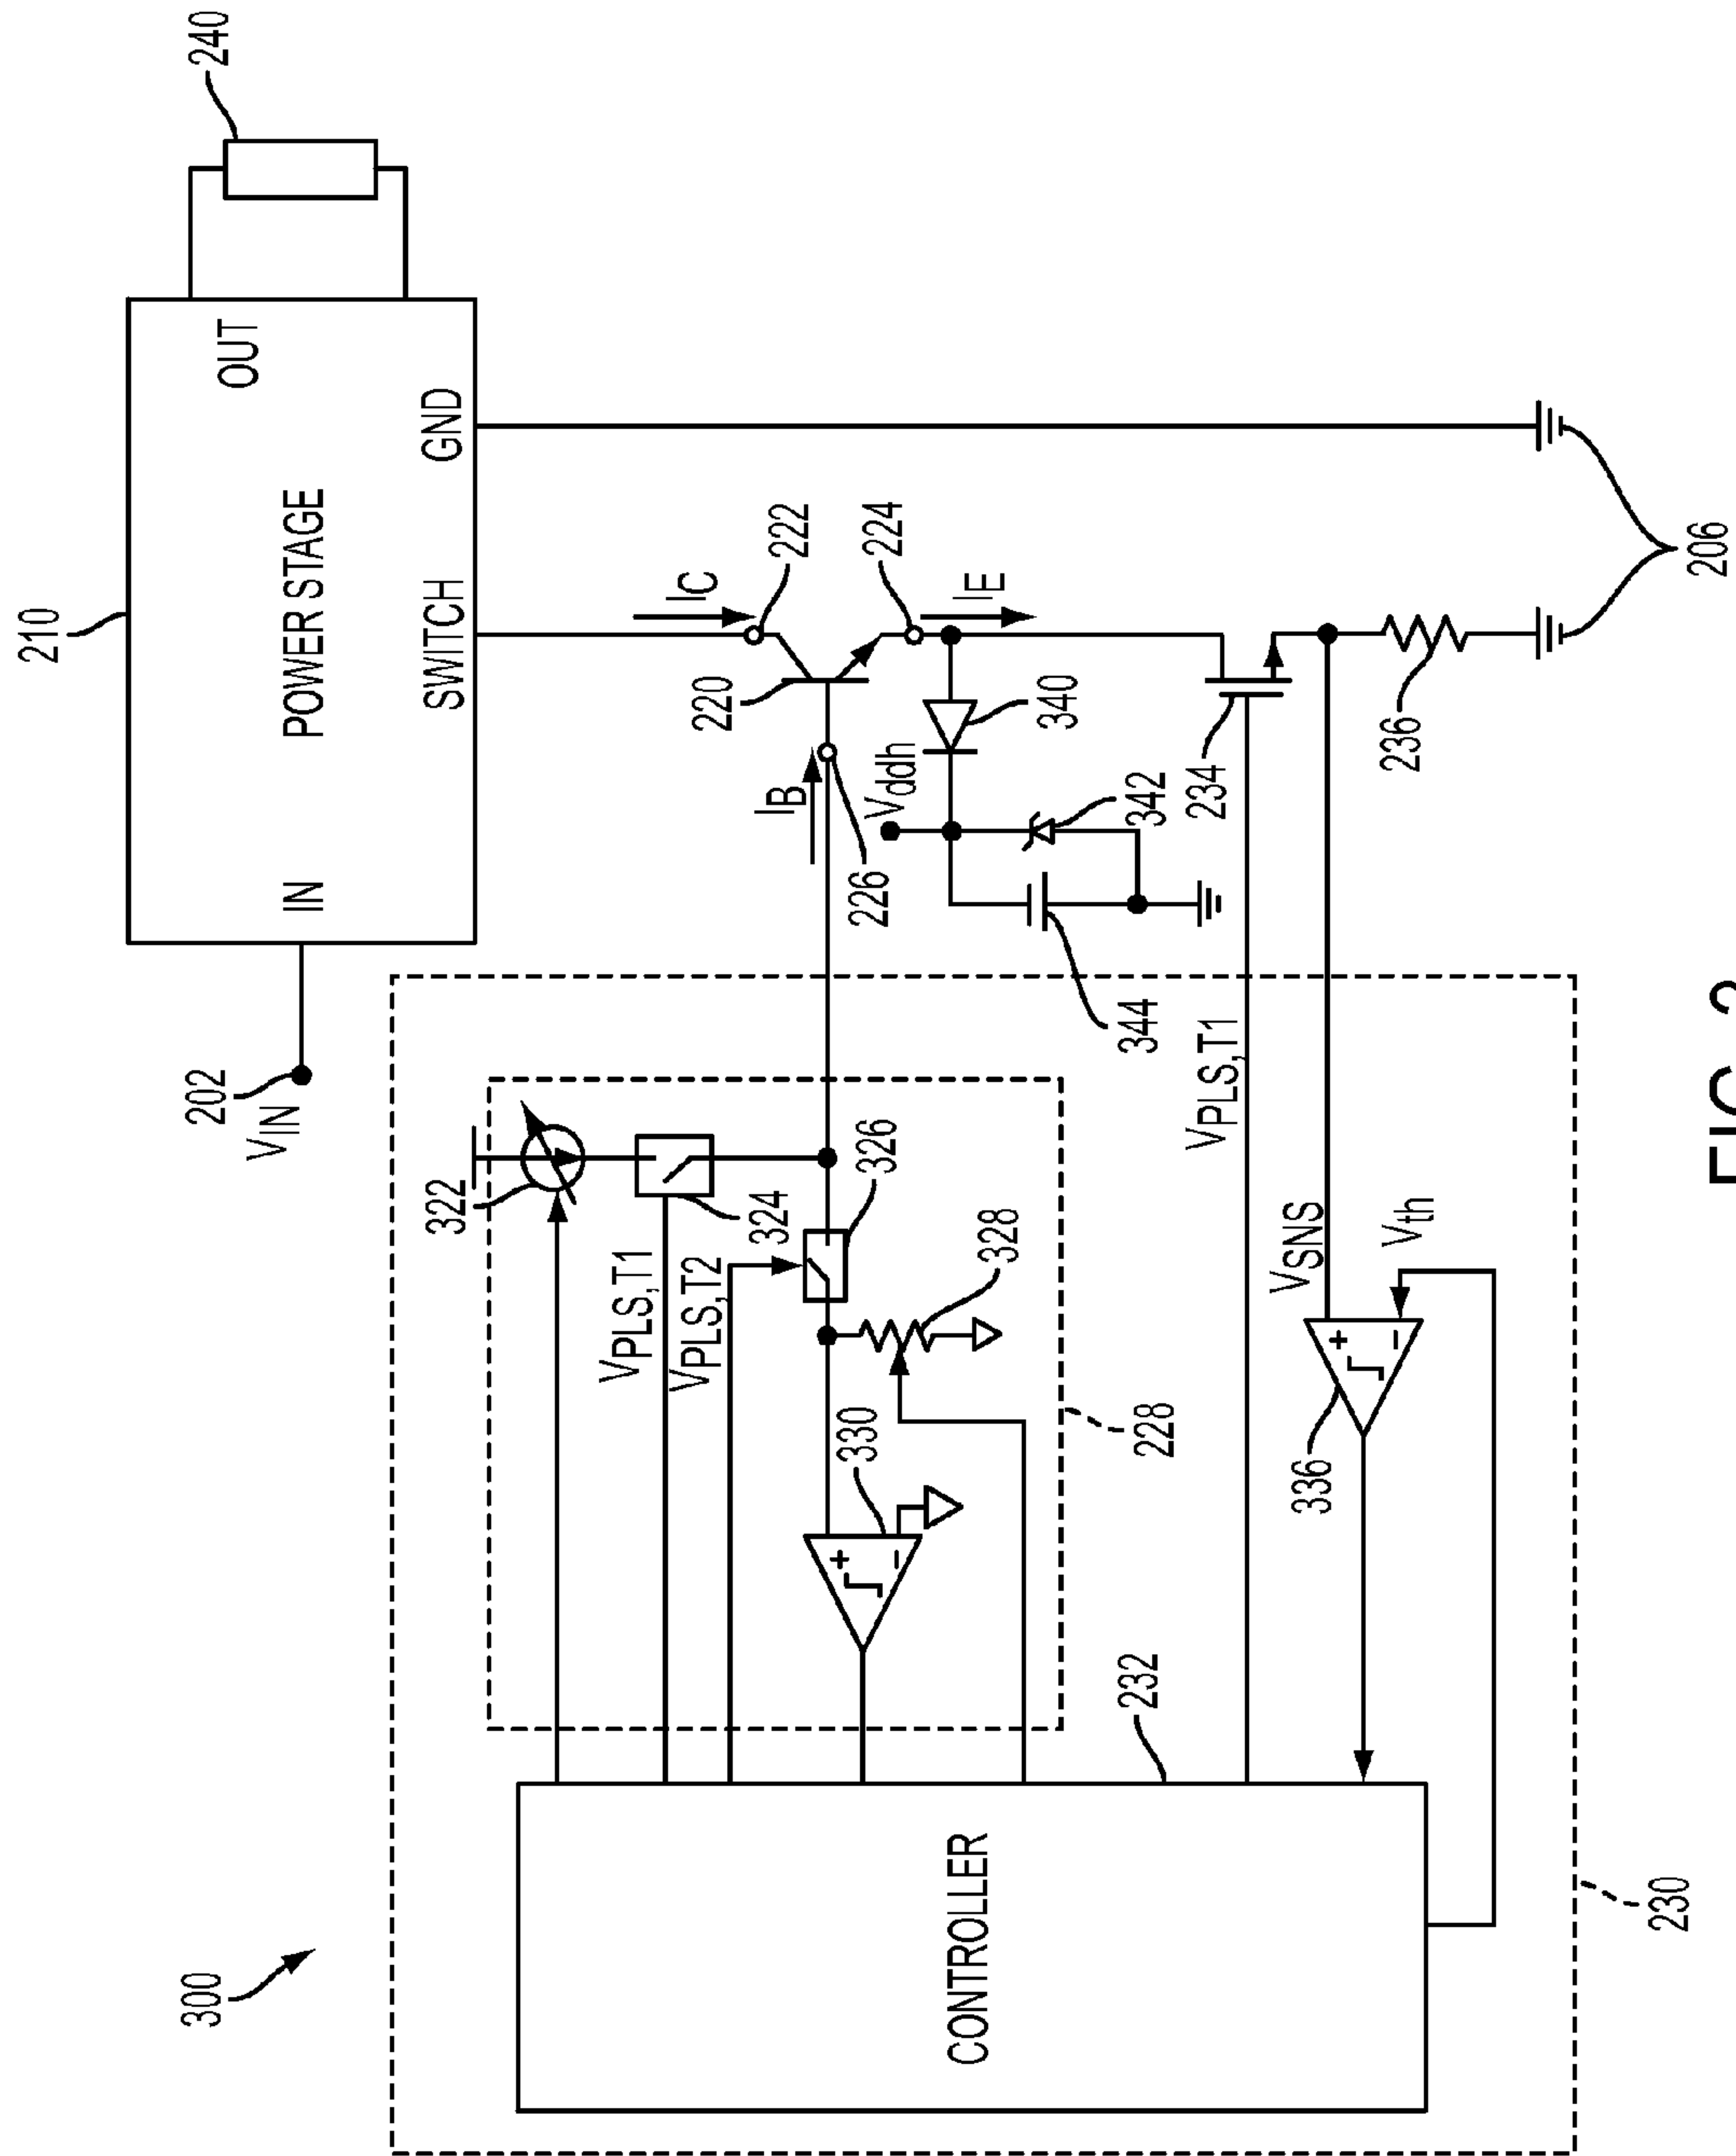 300
210
240
202
VIN
IN
POWER STAGE
OUT
SWITCH
GND
IC
222
220
224
IE
IB
226
Vddh
340
342
344
234
236
206
322
324
326
328
330
VPLS,T1
VPLS,T2
228
CONTROLLER
232
VPLS,T1
VSNS
Vth
336
230
FIG.